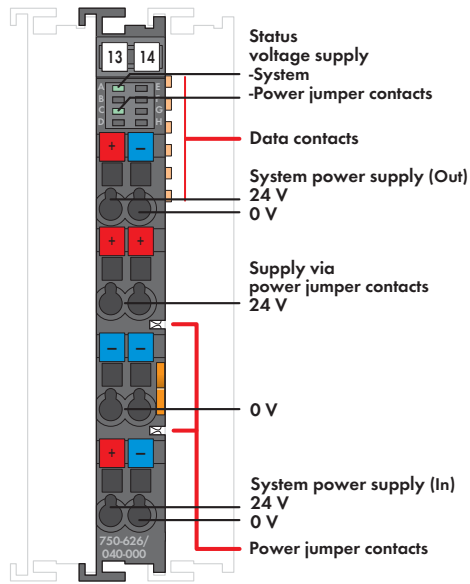 13 14
Status
voltage supply
-System
-Power jumper contacts
A E
B F
C G
D H
Data contacts
+ –
System power supply (Out)
24 V
0 V
+ +
Supply via
power jumper contacts
24 V
– –
0 V
+ –
System power supply (In)
24 V
0 V
750-626/
040-000
Power jumper contacts